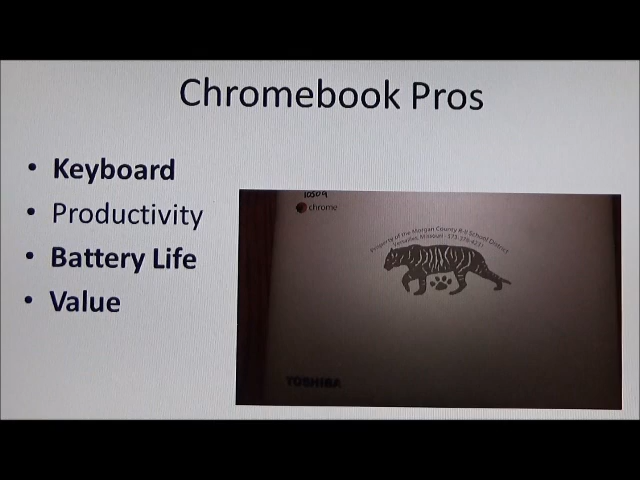 Chromebook Pros
• Keyboard
• Productivity
• Battery Life
• Value
10509
chrome
Property of the Morgan County R-II School District
Versailles, Missouri - 573-378-4231
TOSHIBA